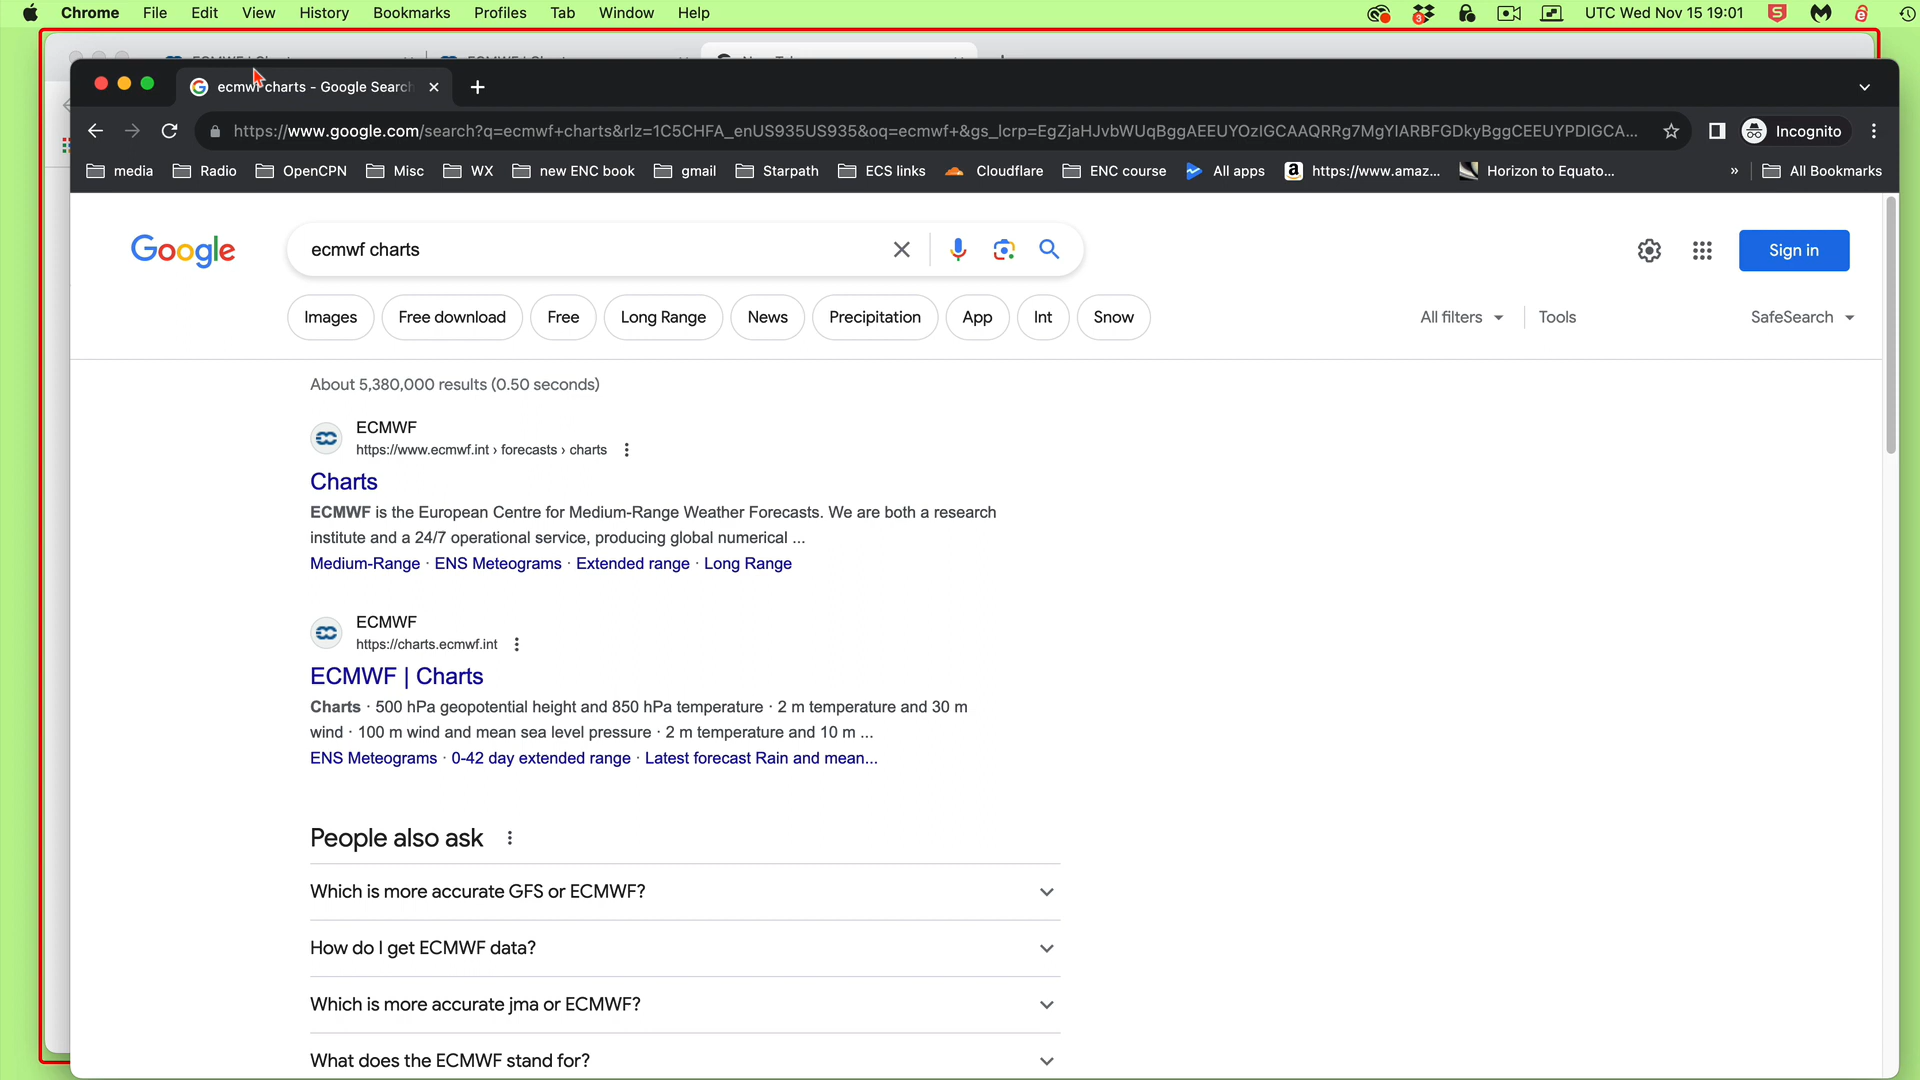 Chrome File Edit View History Bookmarks Profiles Tab Window Help 3 UTC Wed Nov 15 19:01
ecmwf charts - Google Search
https://www.google.com/search?q=ecmwf+charts&rlz=1C5CHFA_enUS935US935&oq=ecmwf+&gs_lcrp=EgZjaHJvbWUqBggAEEUYOzIGCAAQRRg7MgYIARBFGDkyBggCEEUYPDIGCA... Incognito
media Radio OpenCPN Misc WX new ENC book gmail Starpath ECS links Cloudflare ENC course All apps https://www.amaz... Horizon to Equato... » All Bookmarks
Google ecmwf charts Sign in
Images Free download Free Long Range News Precipitation App Int Snow All filters Tools SafeSearch
About 5,380,000 results (0.50 seconds)
ECMWF
https://www.ecmwf.int › forecasts › charts
Charts
ECMWF is the European Centre for Medium-Range Weather Forecasts. We are both a research
institute and a 24/7 operational service, producing global numerical ...
Medium-Range · ENS Meteograms · Extended range · Long Range
ECMWF
https://charts.ecmwf.int
ECMWF | Charts
Charts · 500 hPa geopotential height and 850 hPa temperature · 2 m temperature and 30 m
wind · 100 m wind and mean sea level pressure · 2 m temperature and 10 m ...
ENS Meteograms · 0-42 day extended range · Latest forecast Rain and mean...
People also ask
Which is more accurate GFS or ECMWF?
How do I get ECMWF data?
Which is more accurate jma or ECMWF?
What does the ECMWF stand for?